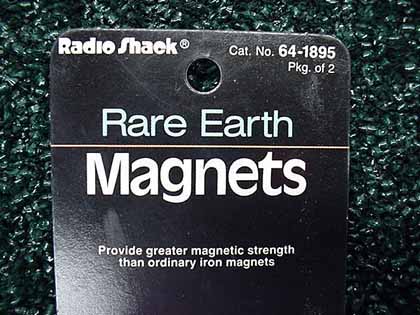 Radio Shack®
Cat. No. 64-1895
Pkg. of 2
Rare Earth
Magnets
Provide greater magnetic strength
than ordinary iron magnets